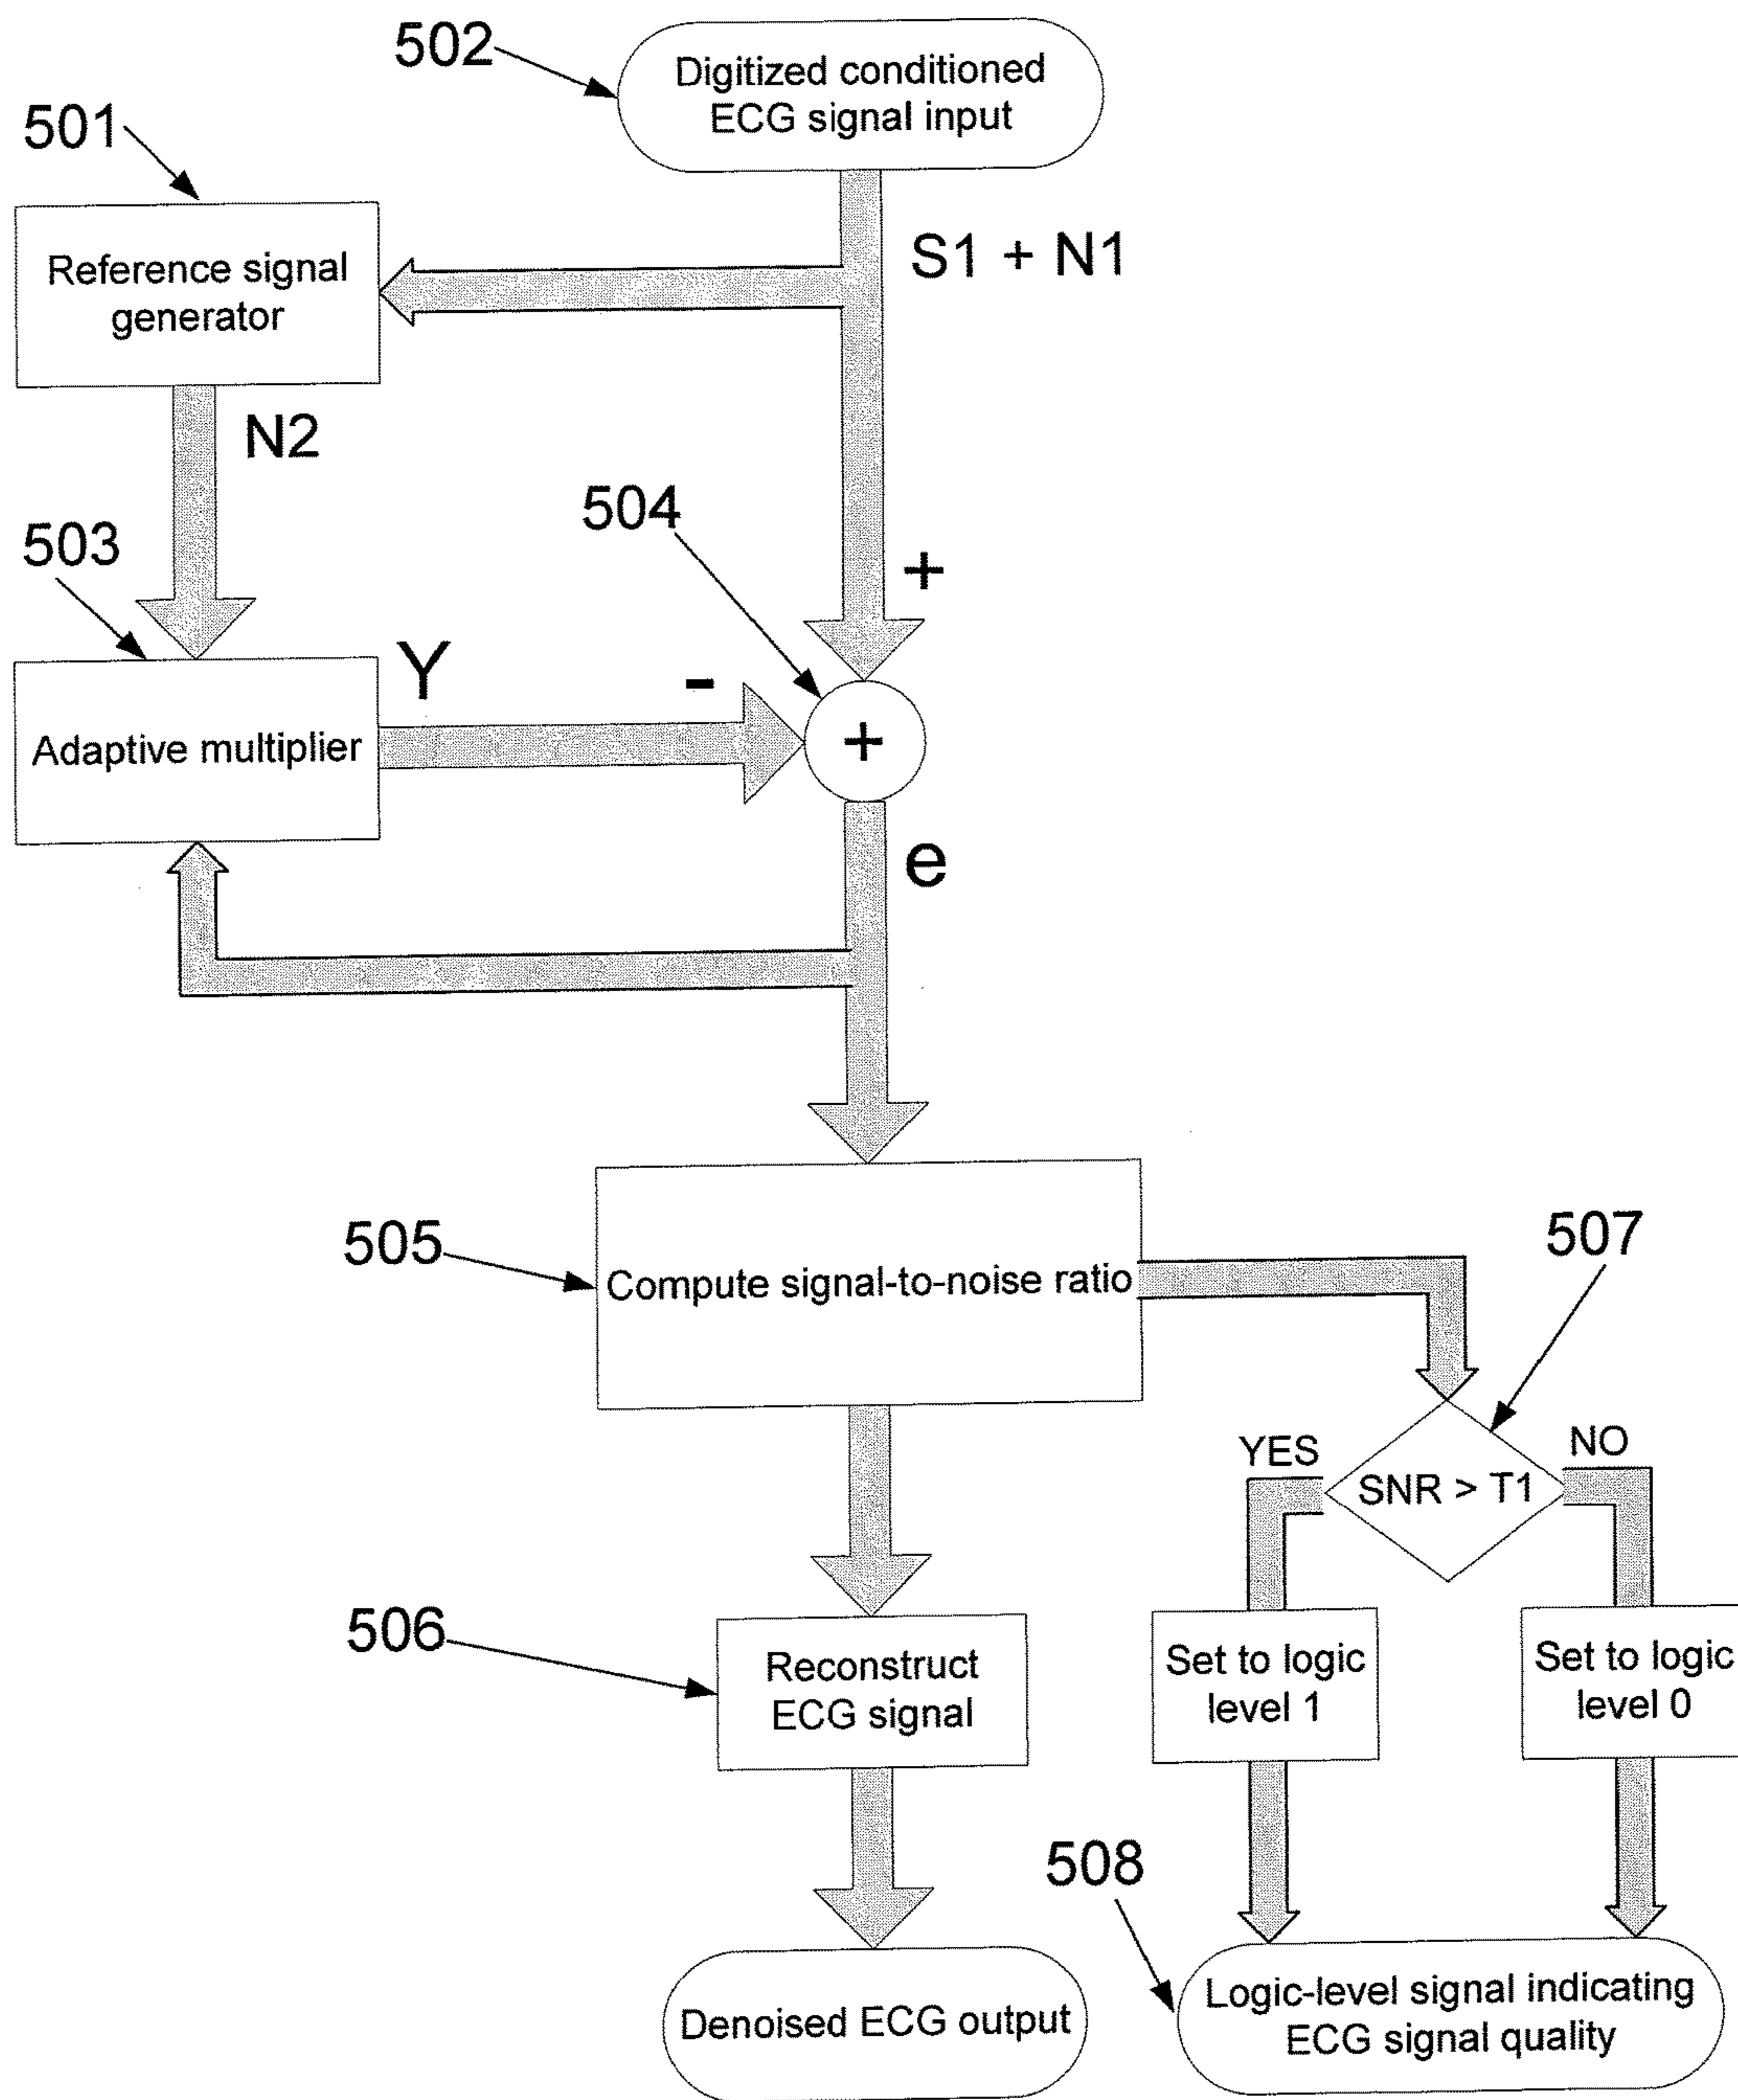 502
Digitized conditioned
ECG signal input
501
Reference signal
generator
S1 + N1
N2
503
504
+
Adaptive multiplier
Y
-
+
e
505
Compute signal-to-noise ratio
507
YES
NO
SNR > T1
506
Reconstruct
ECG signal
Set to logic
level 1
Set to logic
level 0
508
Denoised ECG output
Logic-level signal indicating
ECG signal quality